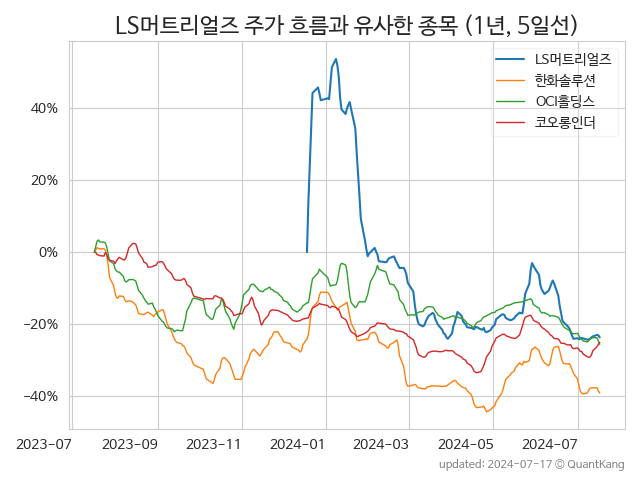 LS머트리얼즈 주가 흐름과 유사한 종목 (1년, 5일선)
LS머트리얼즈
한화솔루션
OCI홀딩스
코오롱인더
40%
20%
0%
−20%
−40%
2023-07 2023-09 2023-11 2024-01 2024-03 2024-05 2024-07
updated: 2024-07-17 © QuantKang